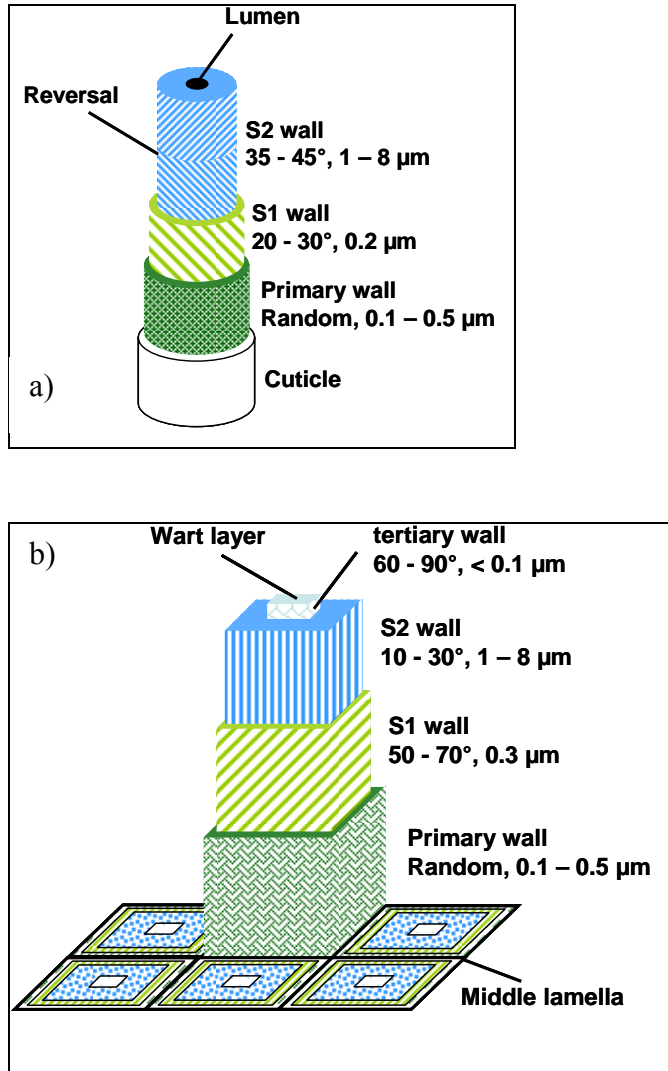 Lumen
Reversal
S2 wall
35 - 45°, 1 – 8 µm
S1 wall
20 - 30°, 0.2 µm
Primary wall
Random, 0.1 – 0.5 µm
Cuticle
a)
b)
Wart layer
tertiary wall
60 - 90°, < 0.1 µm
S2 wall
10 - 30°, 1 – 8 µm
S1 wall
50 - 70°, 0.3 µm
Primary wall
Random, 0.1 – 0.5 µm
Middle lamella